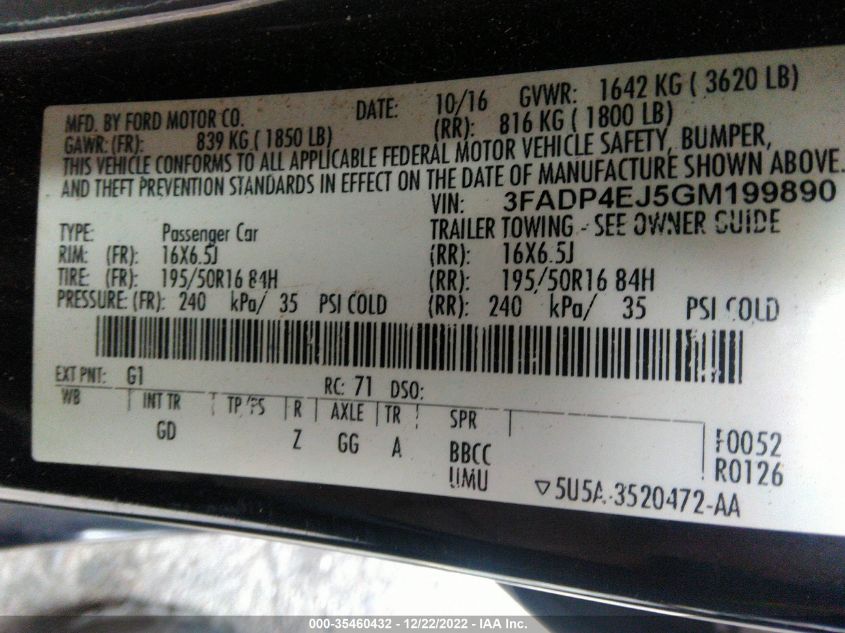 MFD. BY FORD MOTOR CO. DATE: 10/16 GVWR: 1642 KG ( 3620 LB)
GAWR: (FR): 839 KG ( 1850 LB) (RR): 816 KG ( 1800 LB)
THIS VEHICLE CONFORMS TO ALL APPLICABLE FEDERAL MOTOR VEHICLE SAFETY, BUMPER,
AND THEFT PREVENTION STANDARDS IN EFFECT ON THE DATE OF MANUFACTURE SHOWN ABOVE.
VIN: 3FADP4EJ5GM199890
TYPE: Passenger Car TRAILER TOWING - SEE OWNER GUIDE
RIM: (FR): 16X6.5J (RR): 16X6.5J
TIRE: (FR): 195/50R16 84H (RR): 195/50R16 84H
PRESSURE: (FR): 240 kPa/ 35 PSI COLD (RR): 240 kPa/ 35 PSI COLD
EXT PNT: G1 RC: 71 DSO:
WB INT TR TP/PS R AXLE TR SPR
GD Z GG A BBCC F0052
UMU R0126
▽5U5A-3520472-AA
000-35460432 - 12/22/2022 - IAA Inc.